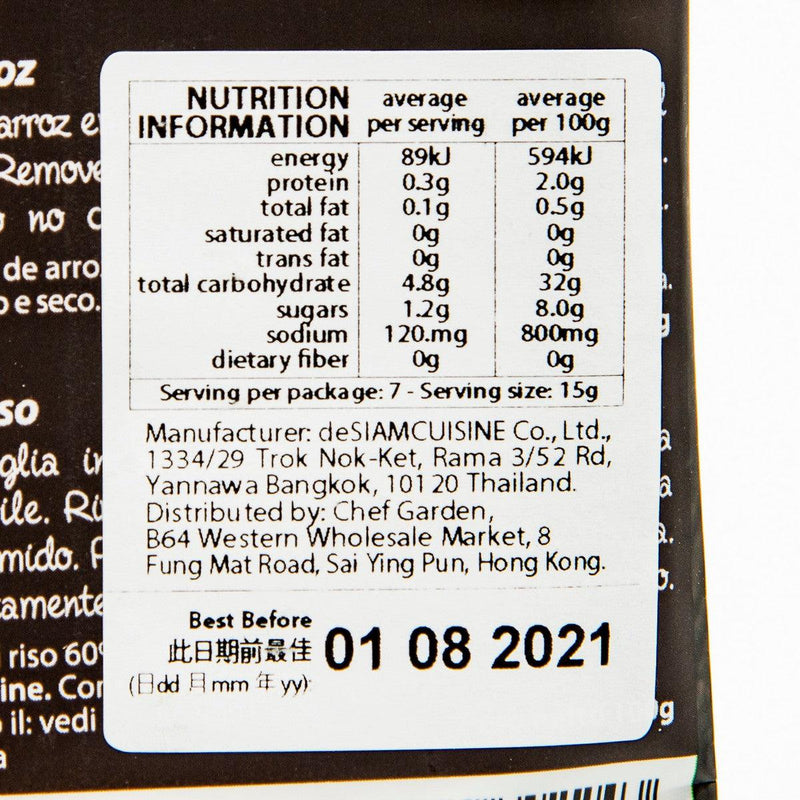 oz
arroz
Remove
no
de arro
e seco.
so
glia
ile.
mido.
tamente
riso 60
ine. Co
il: vedi
a
NUTRITION INFORMATION average per serving average per 100g
energy 89kJ 594kJ
protein 0.3g 2.0g
total fat 0.1g 0.5g
saturated fat 0g 0g
trans fat 0g 0g
total carbohydrate 4.8g 32g
sugars 1.2g 8.0g
sodium 120.mg 800mg
dietary fiber 0g 0g
Serving per package: 7 - Serving size: 15g
Manufacturer: deSIAMCUISINE Co., Ltd.,
1334/29 Trok Nok-Ket, Rama 3/52 Rd,
Yannawa Bangkok, 10120 Thailand.
Distributed by: Chef Garden,
B64 Western Wholesale Market, 8
Fung Mat Road, Sai Ying Pun, Hong Kong.
Best Before
此日期前最佳 01 08 2021
(日dd 月mm 年yy):